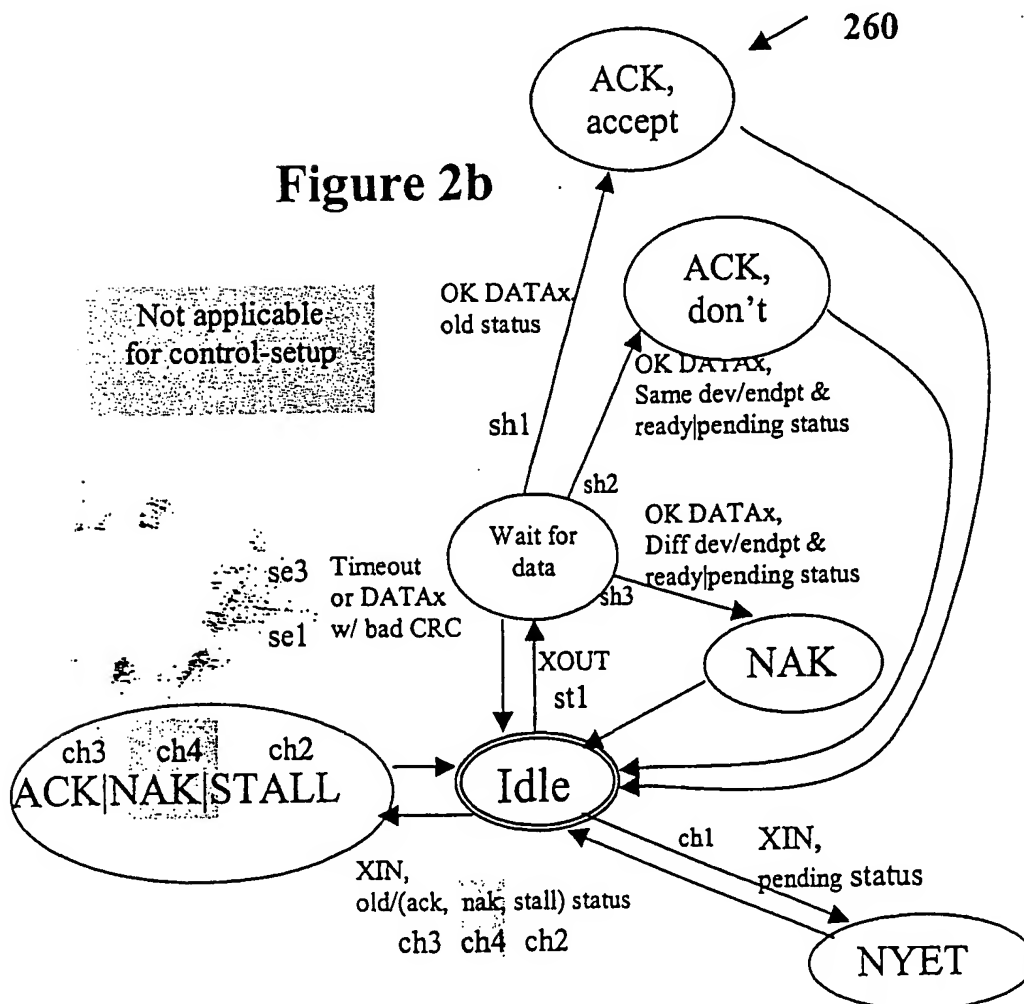 260
ACK,
accept
Figure 2b
ACK,
don't
OK DATAx,
old status
Not applicable
for control-setup
OK DATAx,
Same dev/endpt &
ready|pending status
sh1
sh2
Wait for
data
OK DATAx,
Diff dev/endpt &
ready|pending status
sh3
se3 Timeout
or DATAx
se1 w/ bad CRC
XOUT
st1
NAK
ch3 ch4 ch2
ACK|NAK|STALL
Idle
ch1 XIN,
pending status
XIN,
old/(ack, nak, stall) status
ch3 ch4 ch2
NYET